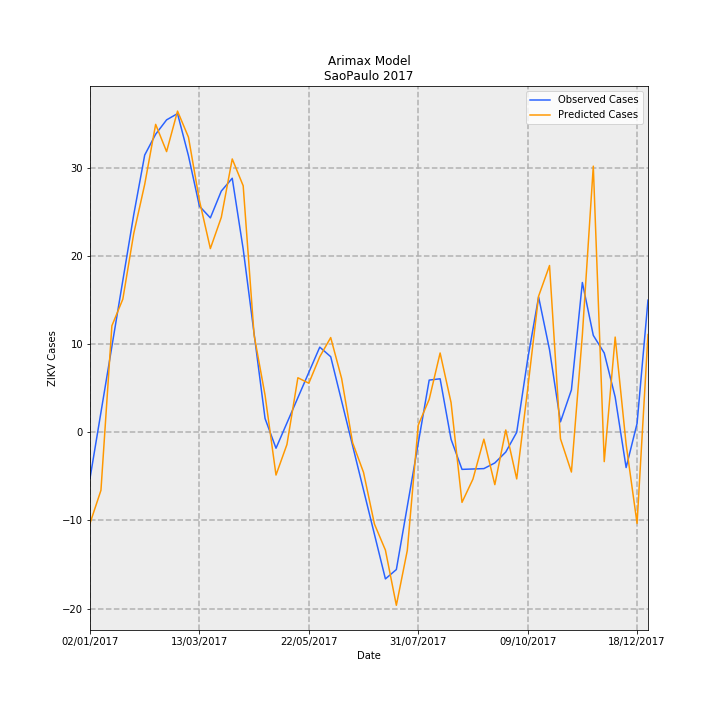 Arimax Model
SaoPaulo 2017
Observed Cases
Predicted Cases
ZIKV Cases
30
20
10
0
−10
−20
02/01/2017 13/03/2017 22/05/2017 31/07/2017 09/10/2017 18/12/2017
Date